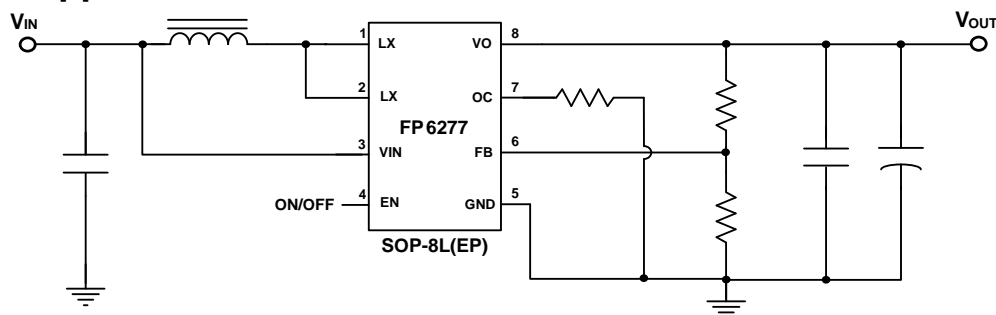 VIN
VOUT
1 LX
VO 8
2 LX
OC 7
FP6277
3 VIN
FB 6
4 EN
GND 5
ON/OFF
SOP-8L(EP)